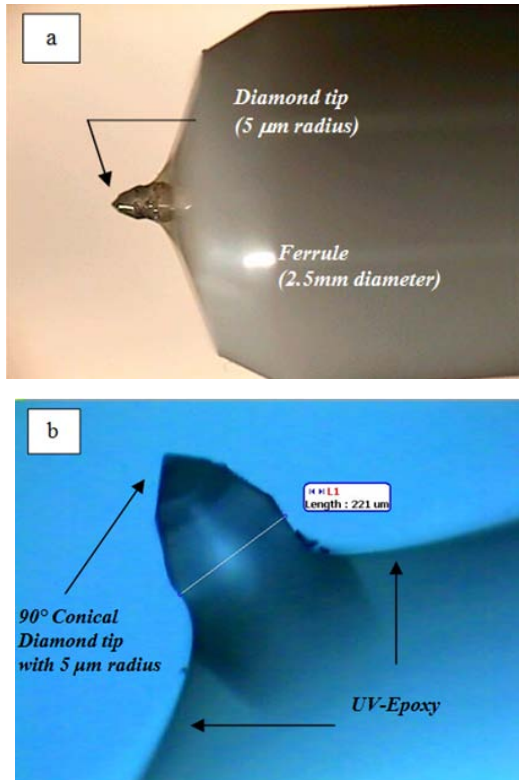 a
Diamond tip
(5 µm radius)
Ferrule
(2.5mm diameter)
b
L1
Length : 221 um
90° Conical
Diamond tip
with 5 µm radius
UV-Epoxy